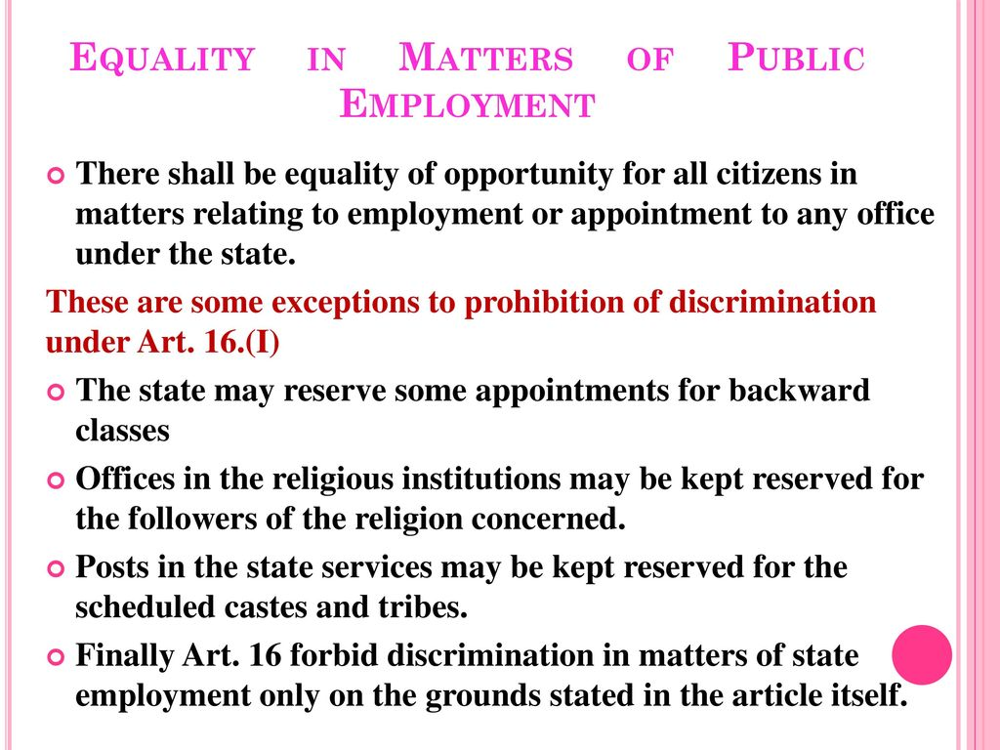 EQUALITY IN MATTERS OF PUBLIC
EMPLOYMENT
There shall be equality of opportunity for all citizens in
matters relating to employment or appointment to any office
under the state.
These are some exceptions to prohibition of discrimination
under Art. 16.(I)
The state may reserve some appointments for backward
classes
Offices in the religious institutions may be kept reserved for
the followers of the religion concerned.
Posts in the state services may be kept reserved for the
scheduled castes and tribes.
Finally Art. 16 forbid discrimination in matters of state
employment only on the grounds stated in the article itself.